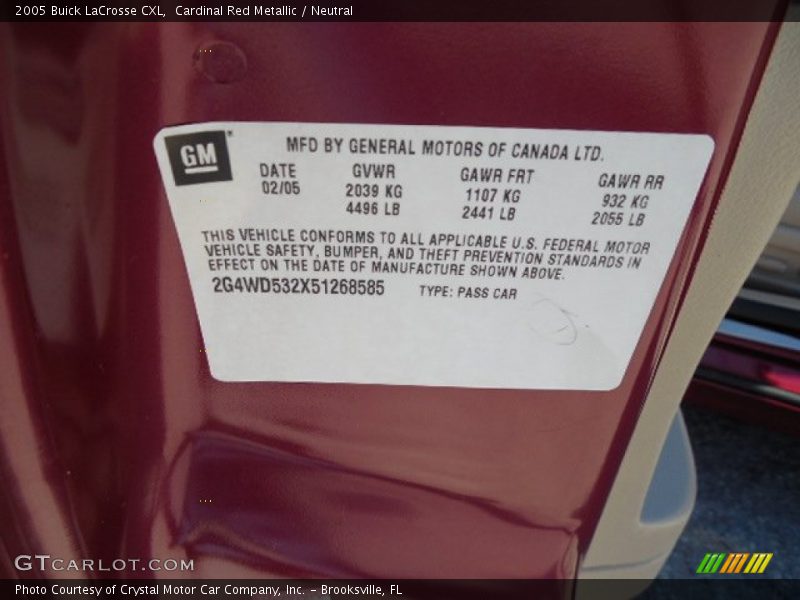 2005 Buick LaCrosse CXL, Cardinal Red Metallic / Neutral
GM
MFD BY GENERAL MOTORS OF CANADA LTD.
DATE GVWR GAWR FRT GAWR RR
02/05 2039 KG 1107 KG 932 KG
4496 LB 2441 LB 2055 LB
THIS VEHICLE CONFORMS TO ALL APPLICABLE U.S. FEDERAL MOTOR
VEHICLE SAFETY, BUMPER, AND THEFT PREVENTION STANDARDS IN
EFFECT ON THE DATE OF MANUFACTURE SHOWN ABOVE.
2G4WD532X51268585 TYPE: PASS CAR
GTCARLOT.COM
Photo Courtesy of Crystal Motor Car Company, Inc. – Brooksville, FL